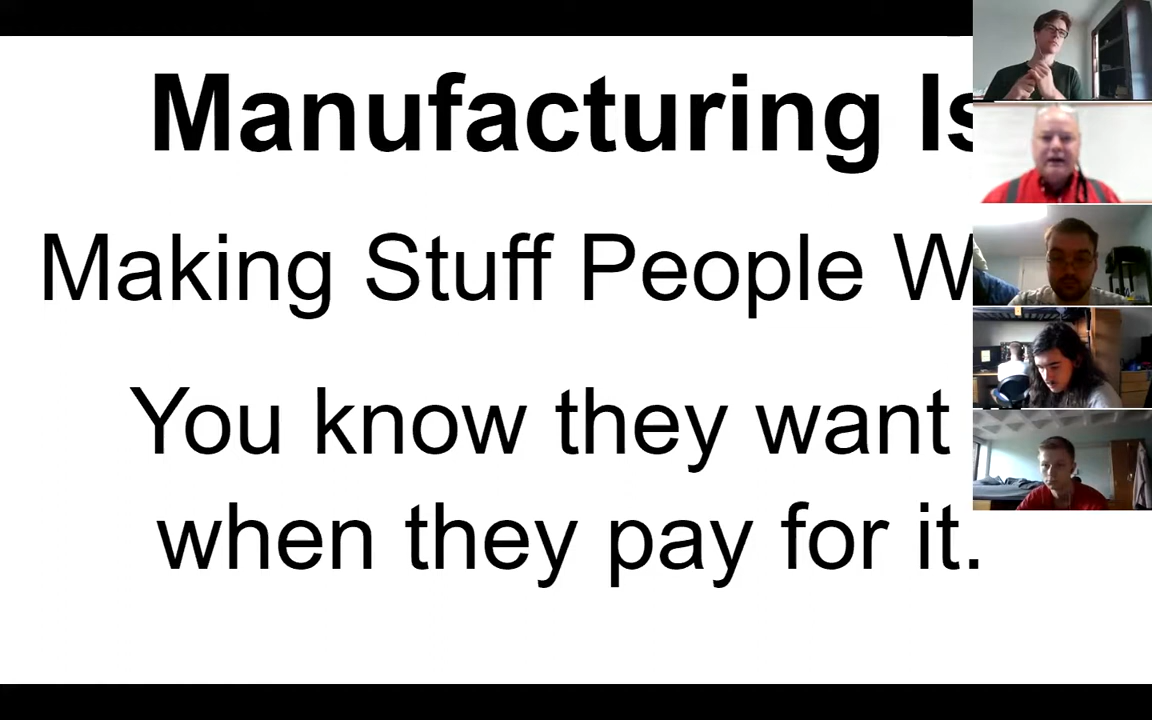 Manufacturing Is
Making Stuff People
You know they want
when they pay for it.